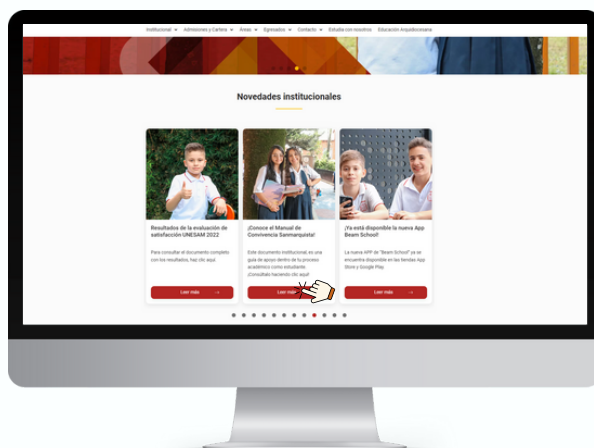 Institucional Admisiones y Cartera Áreas Egresados Contacto Estudia con nosotros Educación Arquidiocesana
Novedades institucionales
Resultados de la evaluación de
satisfacción UNESAM 2022
Para consultar el documento completo
con los resultados, haz clic aquí
Leer más →
¡Conoce el Manual de
Convivencia Sanmarquista!
Este documento institucional, es una
guía de apoyo dentro de tu proceso
académico como estudiante.
¡Consúltalo haciendo clic aquí!
Leer más
¡Ya está disponible la nueva App
Beam School!
La nueva APP de "Beam School" ya se
encuentra disponible en las tiendas App
Store y Google Play.
Leer más →